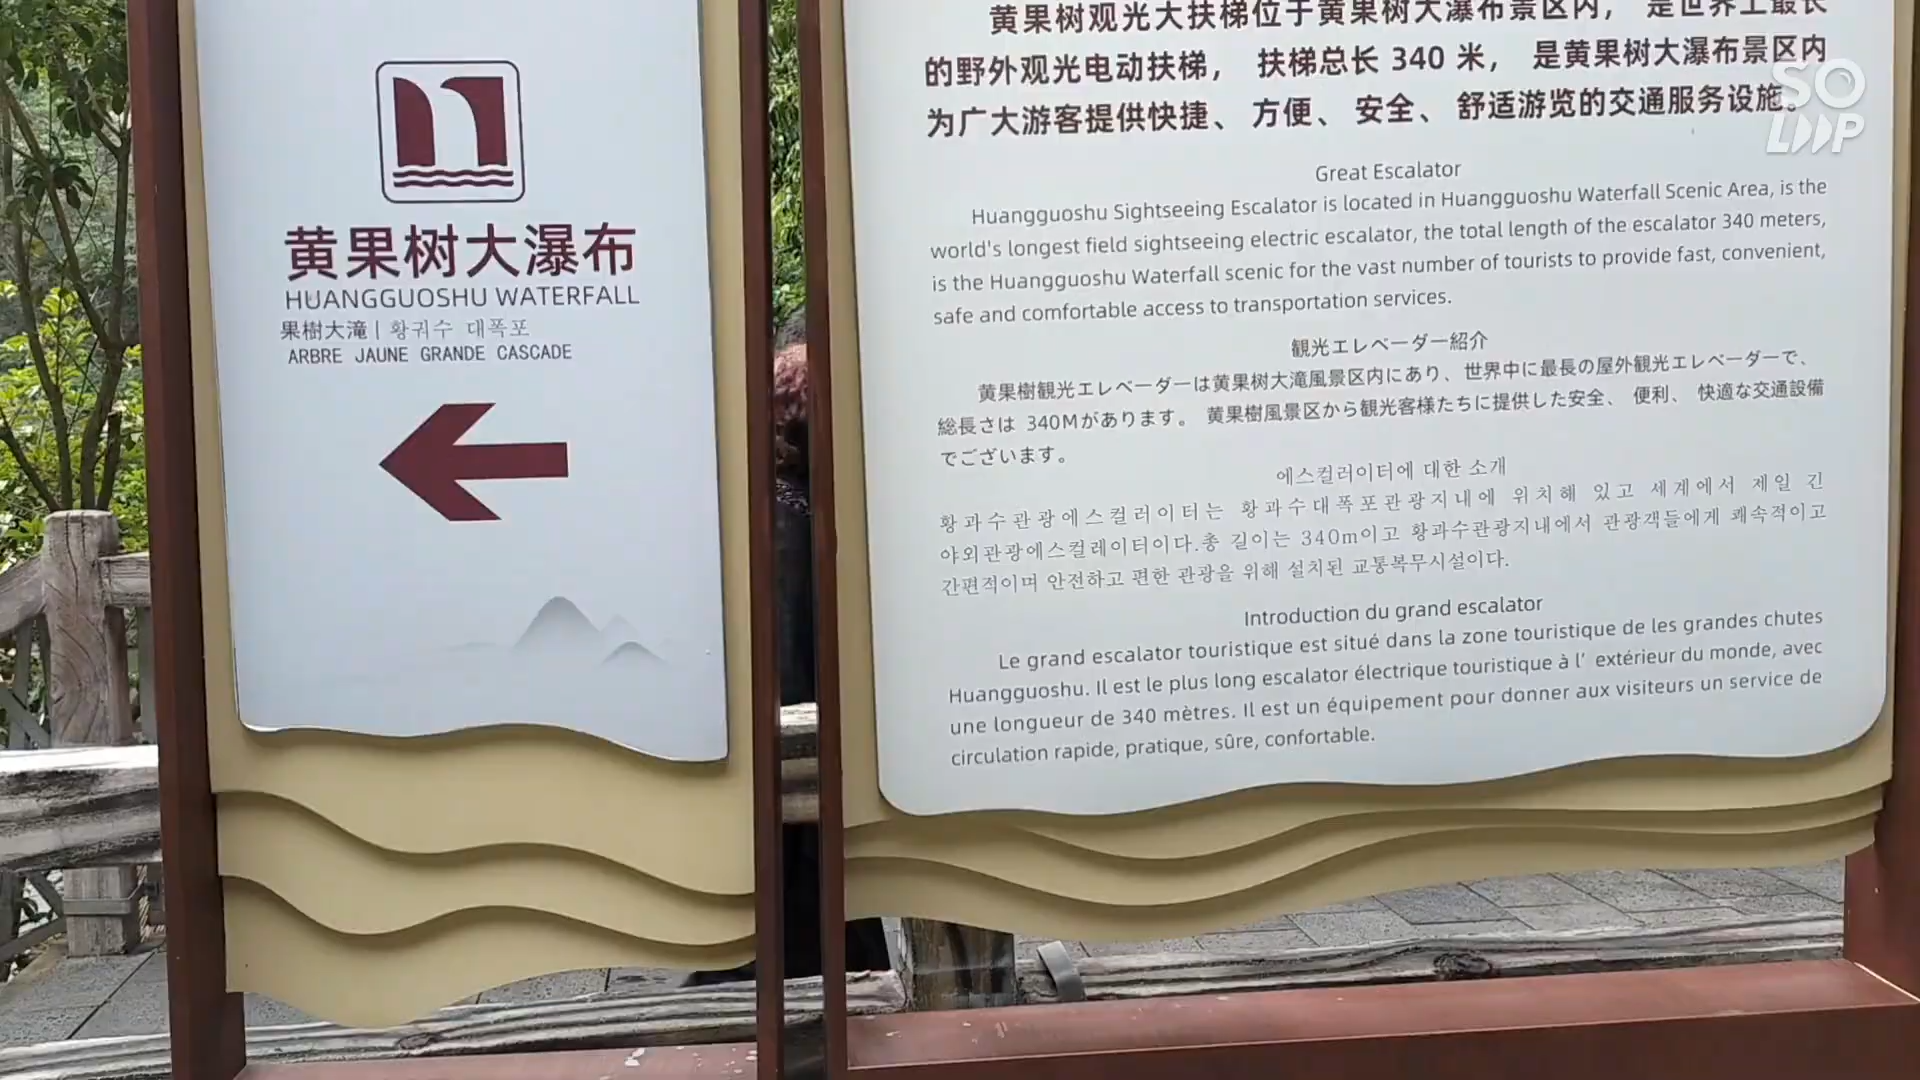 黄果树大瀑布
HUANGGUOSHU WATERFALL
果樹大滝 | 황귀수 대폭포
ARBRE JAUNE GRANDE CASCADE
黄果树观光大扶梯位于黄果树大瀑布景区内， 是世界上最长
的野外观光电动扶梯， 扶梯总长 340 米， 是黄果树大瀑布景区内
为广大游客提供快捷、 方便、 安全、 舒适游览的交通服务设施。
Great Escalator
Huangguoshu Sightseeing Escalator is located in Huangguoshu Waterfall Scenic Area, is the
world's longest field sightseeing electric escalator, the total length of the escalator 340 meters,
is the Huangguoshu Waterfall scenic for the vast number of tourists to provide fast, convenient,
safe and comfortable access to transportation services.
観光エレベーダー紹介
黄果樹観光エレベーダーは黄果树大滝風景区内にあり、世界中に最長の屋外観光エレベーダーで、
総長さは 340Mがあります。 黄果樹風景区から観光客様たちに提供した安全、 便利、 快適な交通設備
でございます。
에스컬러이터에 대한 소개
황과수관광에스컬러이터는 황과수대폭포관광지내에 위치해 있고 세계에서 제일 긴
야외관광에스컬레이터이다.총 길이는 340m이고 황과수관광지내에서 관광객들에게 쾌속적이고
간편적이며 안전하고 편한 관광을 위해 설치된 교통복무시설이다.
Introduction du grand escalator
Le grand escalator touristique est situé dans la zone touristique de les grandes chutes
Huangguoshu. Il est le plus long escalator électrique touristique à l' extérieur du monde, avec
une longueur de 340 mètres. Il est un équipement pour donner aux visiteurs un service de
circulation rapide, pratique, sûre, confortable.
SO
LOOP